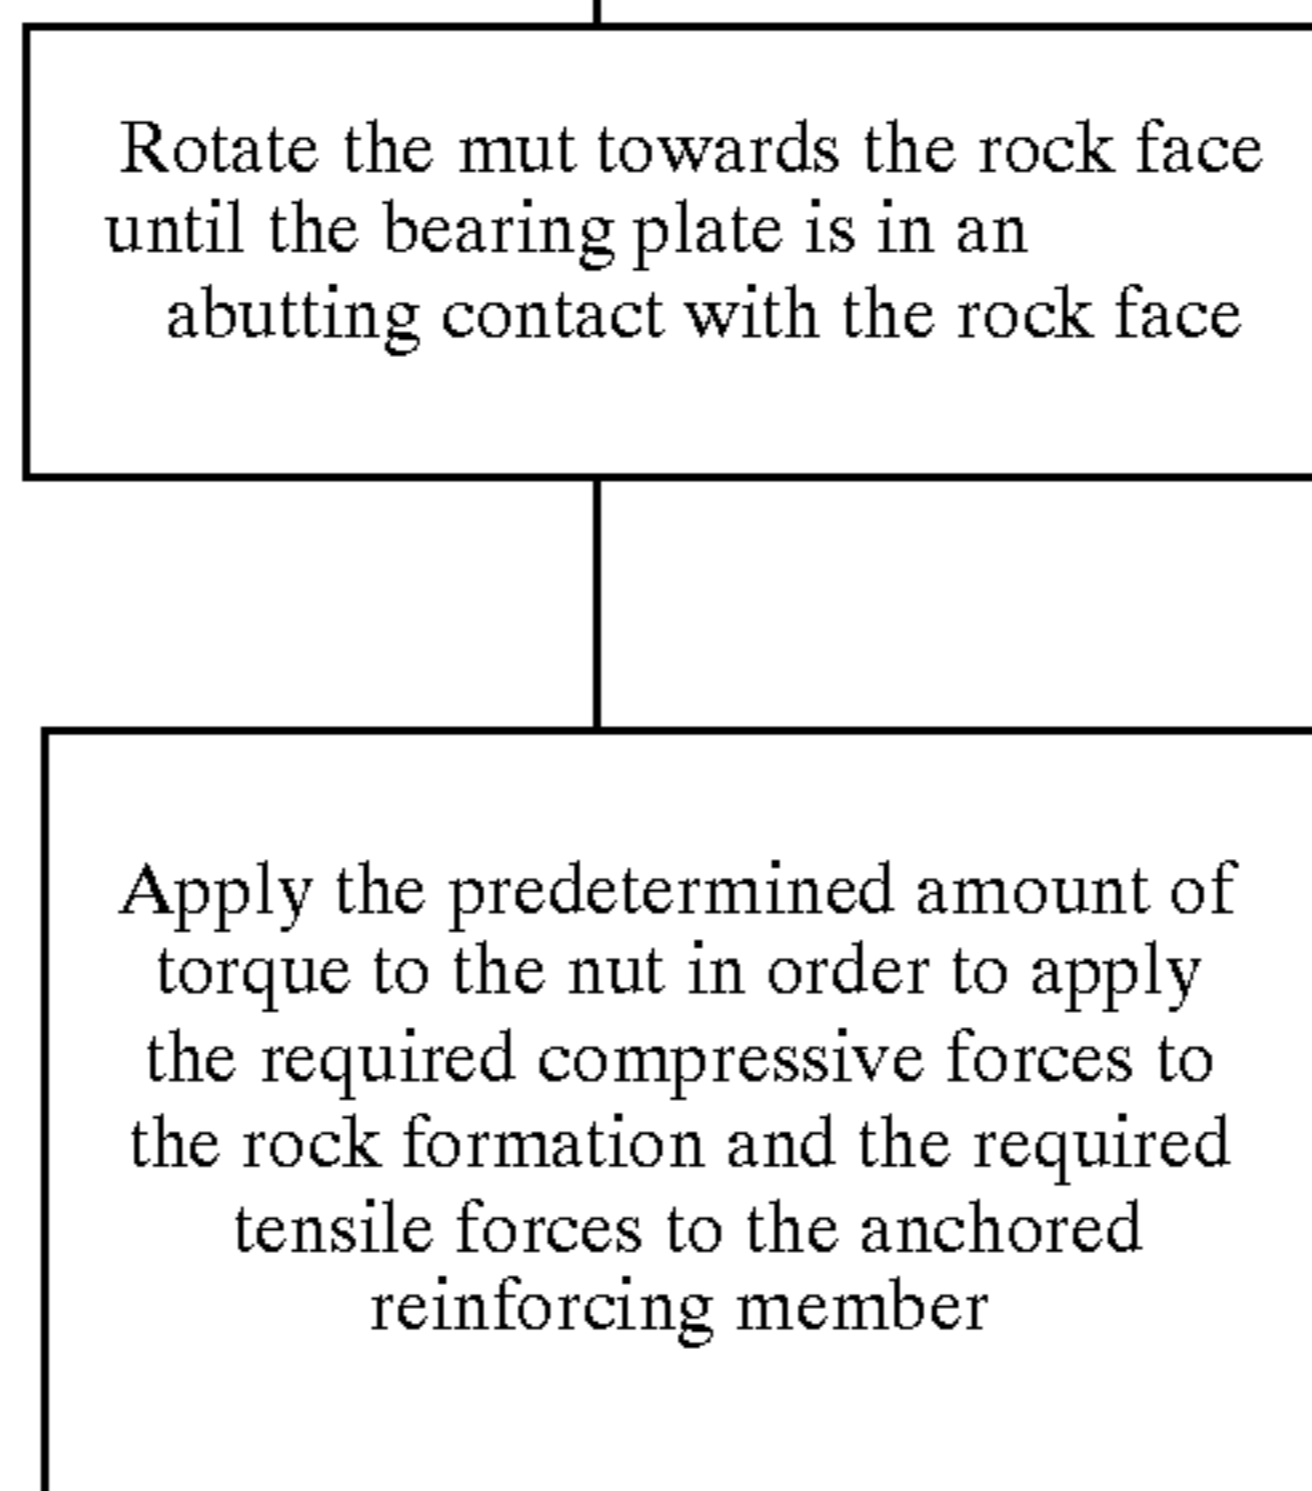 Rotate the mut towards the rock face
until the bearing plate is in an
abutting contact with the rock face
Apply the predetermined amount of
torque to the nut in order to apply
the required compressive forces to
the rock formation and the required
tensile forces to the anchored
reinforcing member